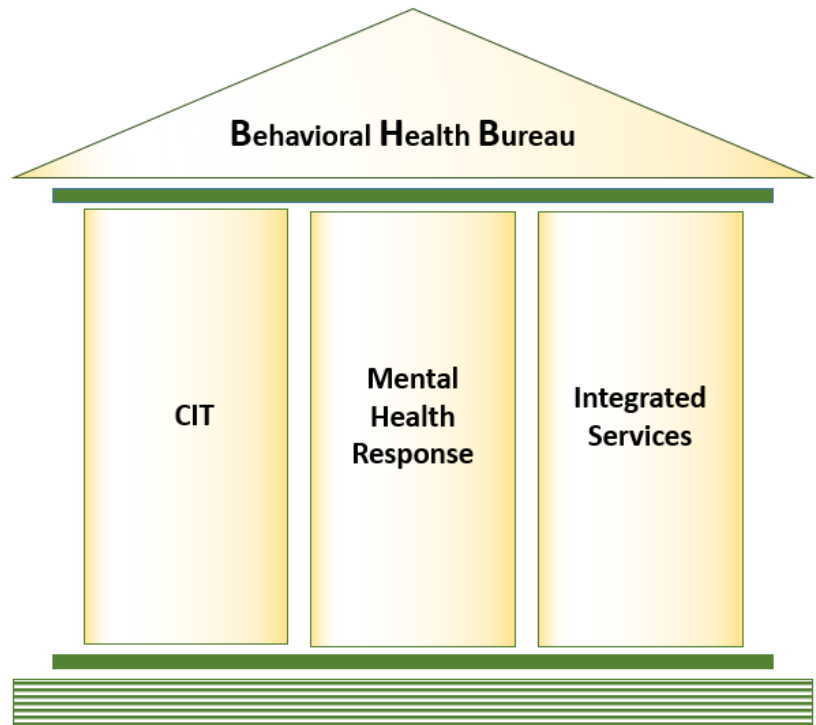 Behavioral Health Bureau
CIT
Mental
Health
Response
Integrated
Services